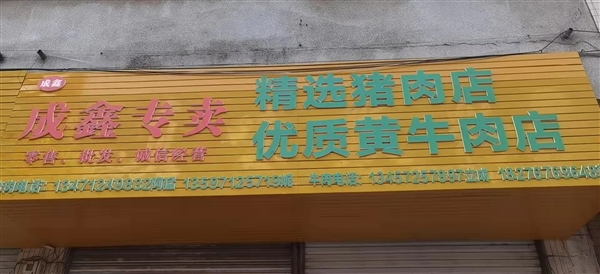 成鑫
成鑫专卖
零售、批发、诚信经营
精选猪肉店
优质黄牛肉店